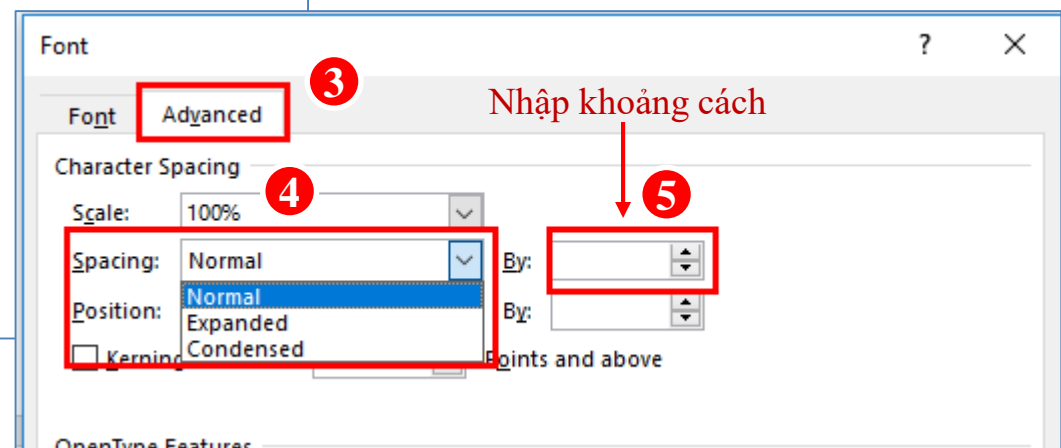 Font ?
3
Font Advanced
Nhập khoảng cách
Character Spacing
4
5
Scale: 100%
Spacing: Normal By:
Normal
Position: By:
Expanded
Condensed
Points and above
OpenType Features